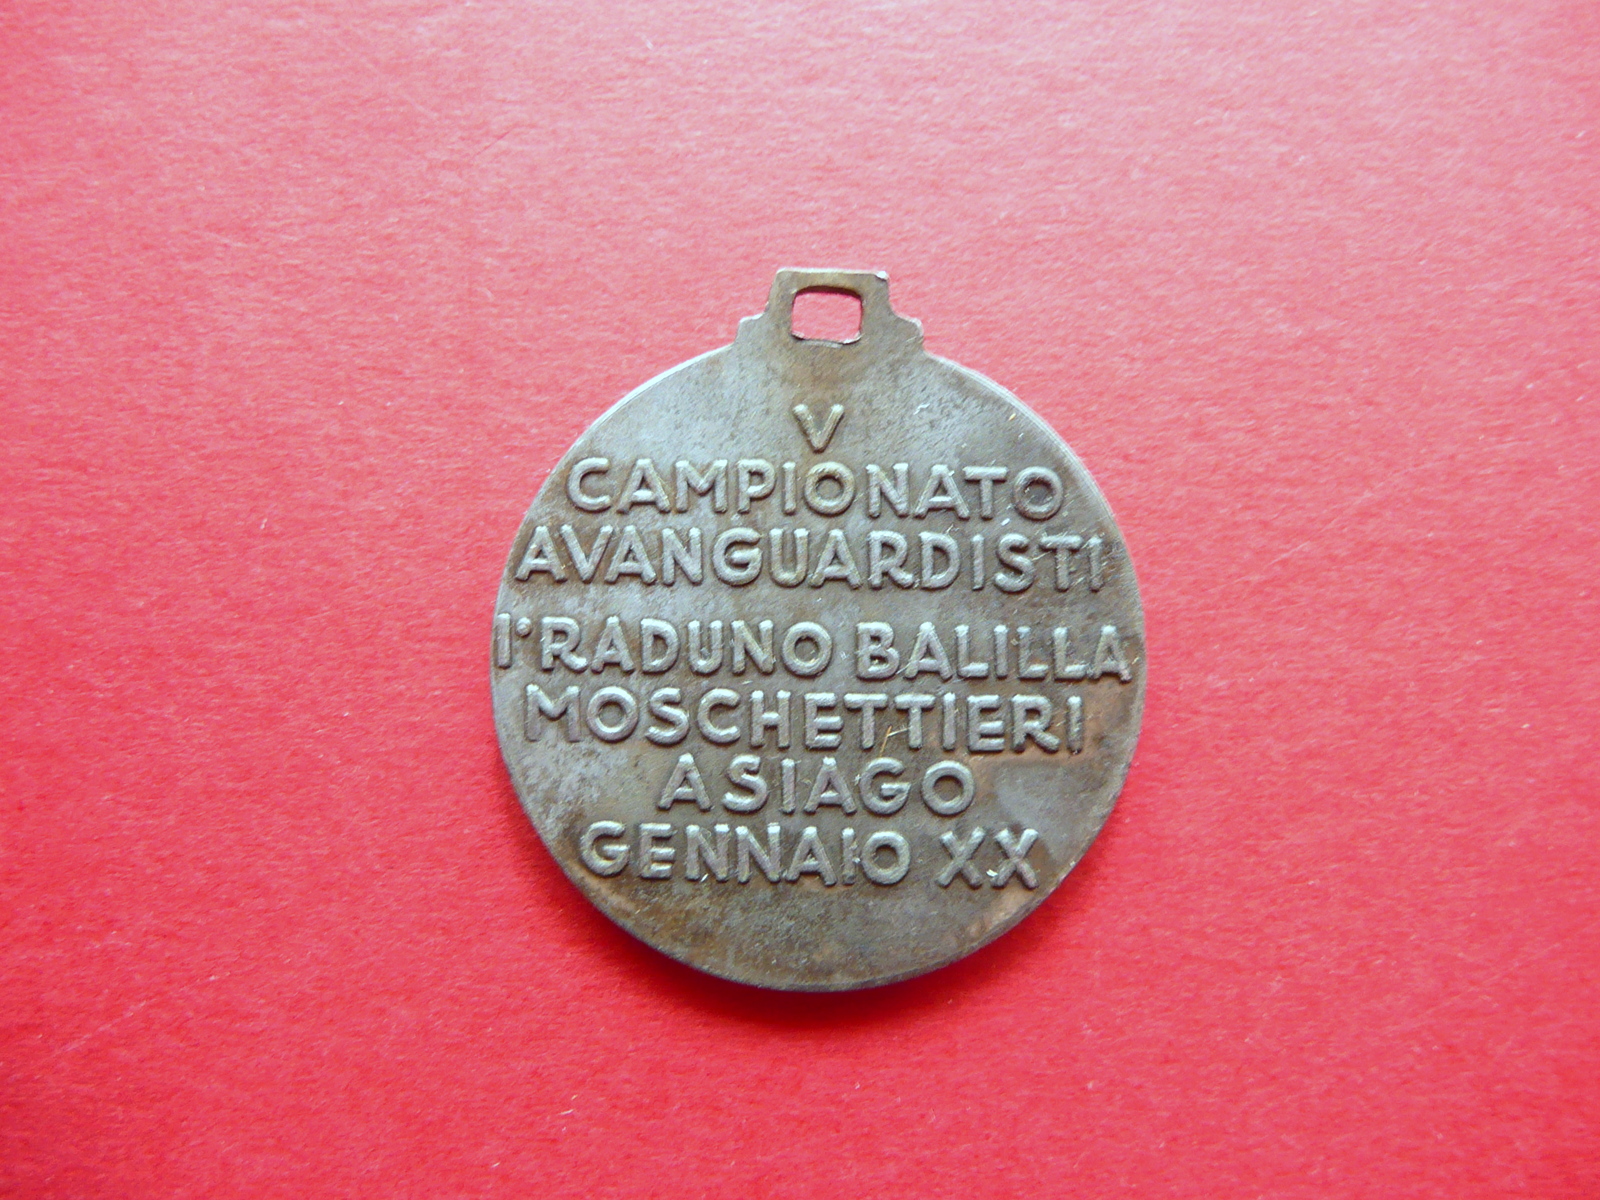 V
CAMPIONATO
AVANGUARDISTI
I° RADUNO BALILLA
MOSCHETTIERI
ASIAGO
GENNAIO XX